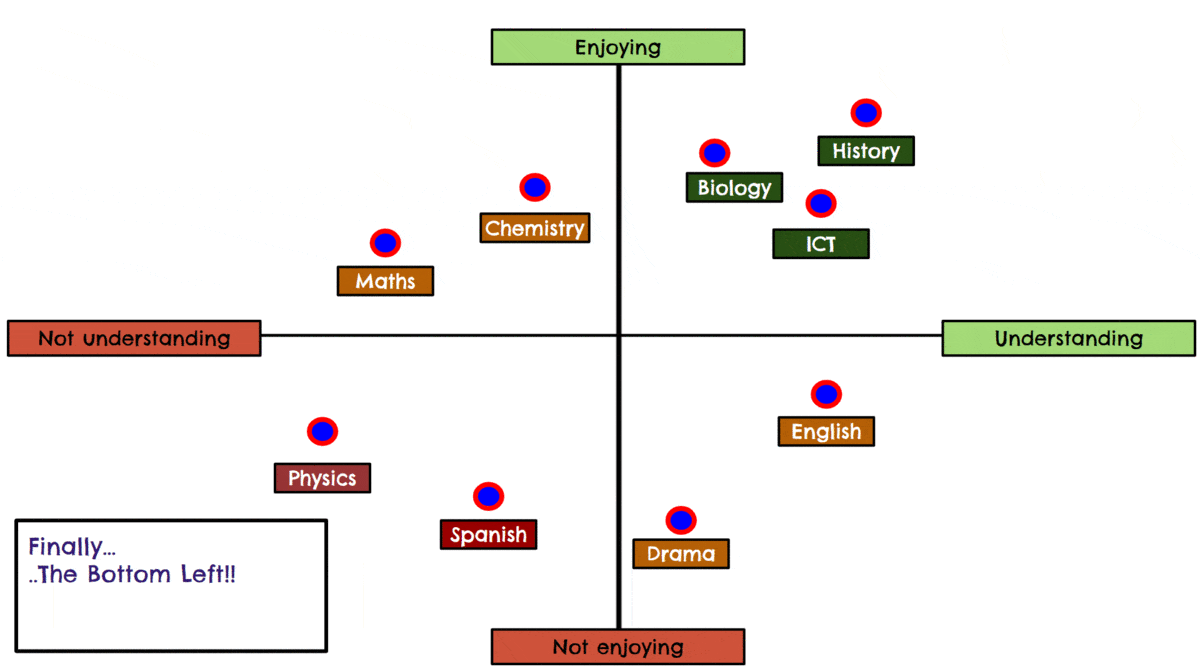 Enjoying
History
Biology
Chemistry
ICT
Maths
Not understanding
Understanding
English
Physics
Spanish
Drama
Finally...
..The Bottom Left!!
Not enjoying